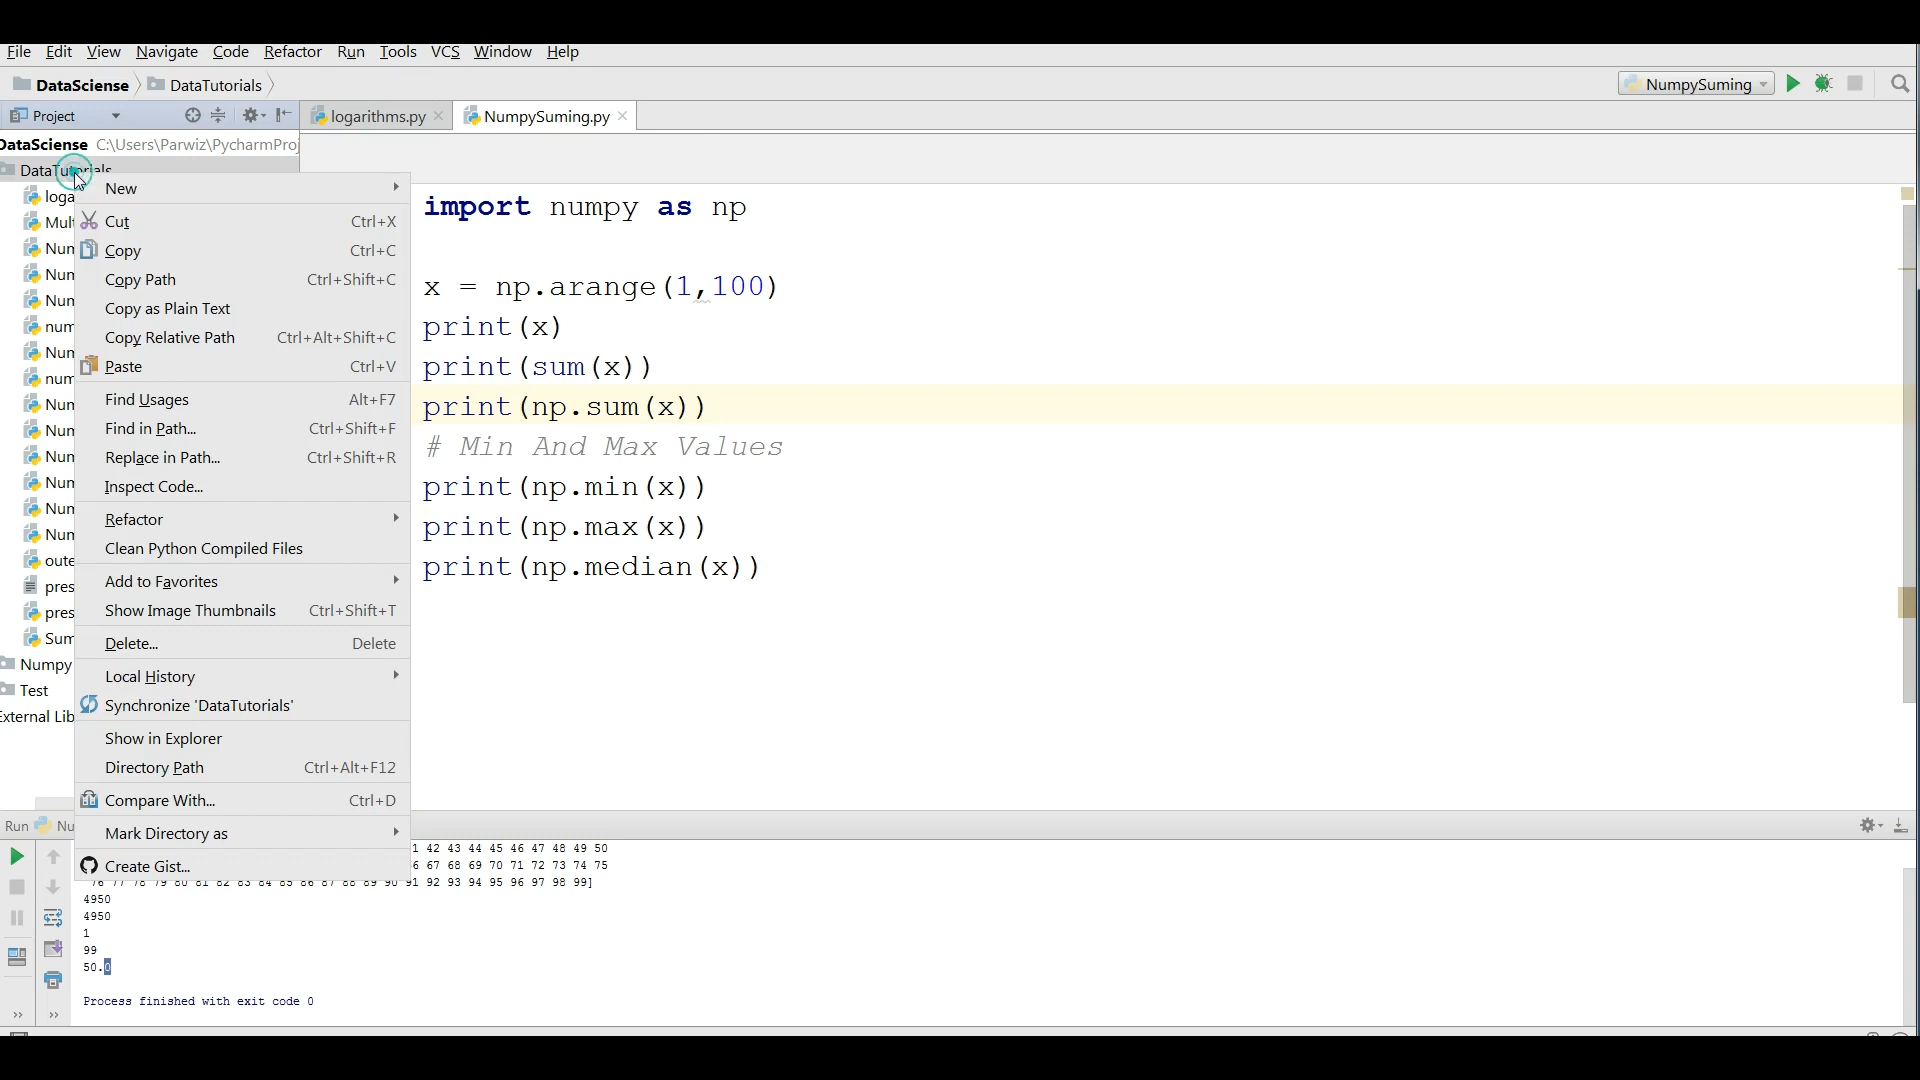 File Edit View Navigate Code Refactor Run Tools VCS Window Help
DataSciense DataTutorials NumpySuming
Project logarithms.py NumpySuming.py
DataSciense C:\Users\Parwiz\PycharmProj
DataTutorials
loga
Mult
Num
Num
Num
num
Num
num
Num
Num
Num
Num
Num
Num
oute
pres
pres
Sum
Numpy
Test
External Lib
New
Cut Ctrl+X
Copy Ctrl+C
Copy Path Ctrl+Shift+C
Copy as Plain Text
Copy Relative Path Ctrl+Alt+Shift+C
Paste Ctrl+V
Find Usages Alt+F7
Find in Path... Ctrl+Shift+F
Replace in Path... Ctrl+Shift+R
Inspect Code...
Refactor
Clean Python Compiled Files
Add to Favorites
Show Image Thumbnails Ctrl+Shift+T
Delete... Delete
Local History
Synchronize 'DataTutorials'
Show in Explorer
Directory Path Ctrl+Alt+F12
Compare With... Ctrl+D
Mark Directory as
Create Gist...
import numpy as np
x = np.arange(1,100)
print(x)
print(sum(x))
print(np.sum(x))
# Min And Max Values
print(np.min(x))
print(np.max(x))
print(np.median(x))
Run Nu
1 42 43 44 45 46 47 48 49 50
6 67 68 69 70 71 72 73 74 75
76 77 78 79 80 81 82 83 84 85 86 87 88 89 90 91 92 93 94 95 96 97 98 99]
4950
4950
1
99
50.0
Process finished with exit code 0